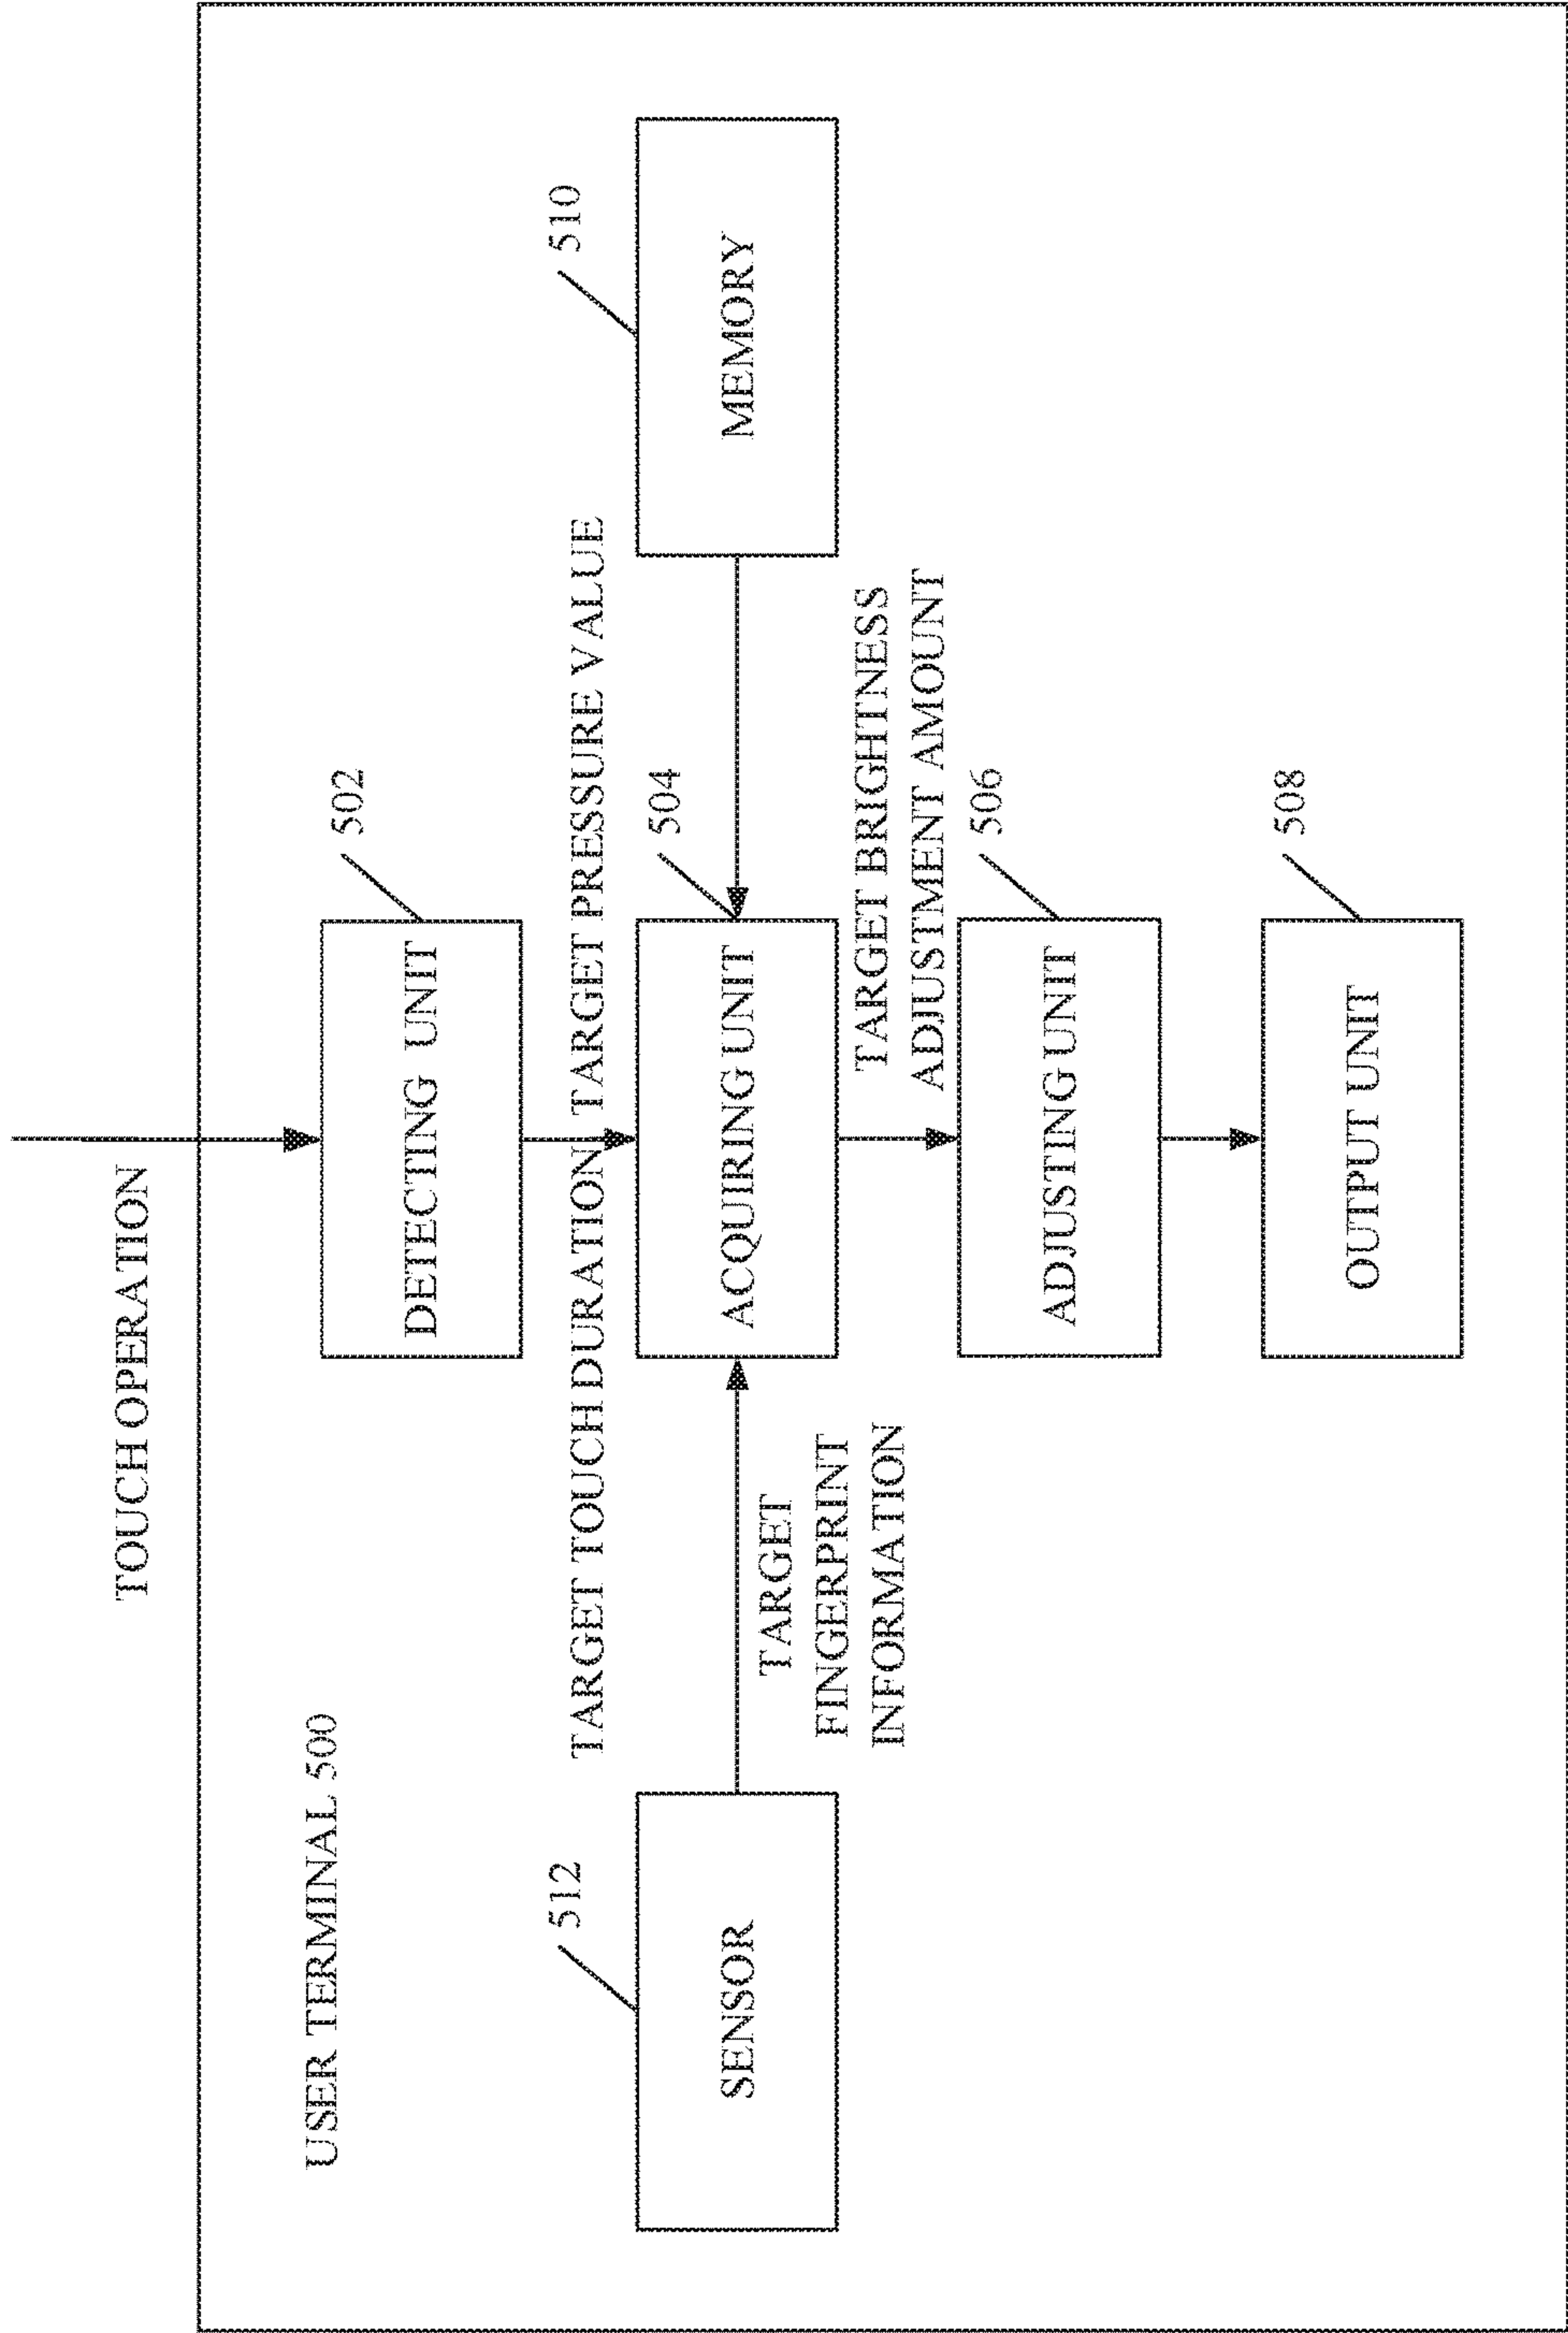 TOUCH OPERATION
USER TERMINAL 500
502
DETECTING UNIT
TARGET TOUCH DURATION
TARGET PRESSURE VALUE
512
504
510
SENSOR
ACQUIRING UNIT
MEMORY
TARGET
FINGERPRINT
INFORMATION
TARGET BRIGHTNESS
ADJUSTMENT AMOUNT
506
ADJUSTING UNIT
508
OUTPUT UNIT